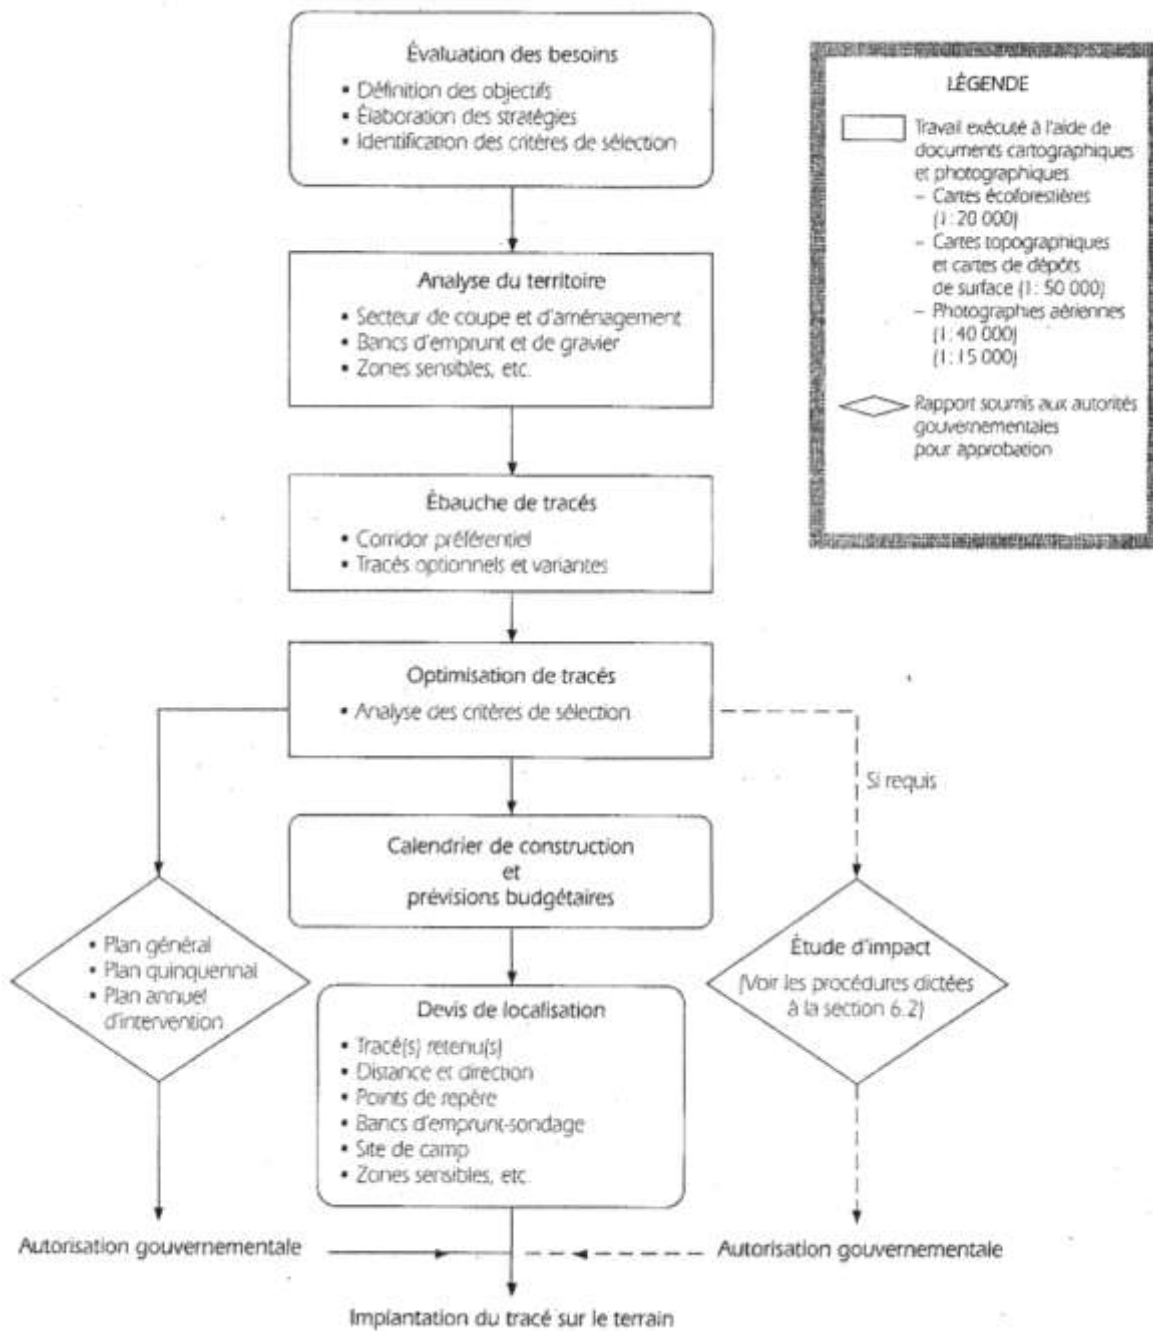 Évaluation des besoins
• Définition des objectifs
• Élaboration des stratégies
• Identification des critères de sélection
LÉGENDE
Travail exécuté à l'aide de
documents cartographiques
et photographiques
– Cartes écoforestières
(1 : 20 000)
– Cartes topographiques
et cartes de dépôts
de surface (1 : 50 000)
– Photographies aériennes
(1 : 40 000)
(1 : 15 000)
Rapport soumis aux autorités
gouvernementales
pour approbation
Analyse du territoire
• Secteur de coupe et d'aménagement
• Bancs d'emprunt et de gravier
• Zones sensibles, etc.
Ébauche de tracés
• Corridor préférentiel
• Tracés optionnels et variantes
Optimisation de tracés
• Analyse des critères de sélection
Si requis
Calendrier de construction
et
prévisions budgétaires
• Plan général
• Plan quinquennal
• Plan annuel
d'intervention
Étude d'impact
(Voir les procédures dictées
à la section 6.2)
Devis de localisation
• Tracé(s) retenu(s)
• Distance et direction
• Points de repère
• Bancs d'emprunt-sondage
• Site de camp
• Zones sensibles, etc.
Autorisation gouvernementale
Autorisation gouvernementale
Implantation du tracé sur le terrain